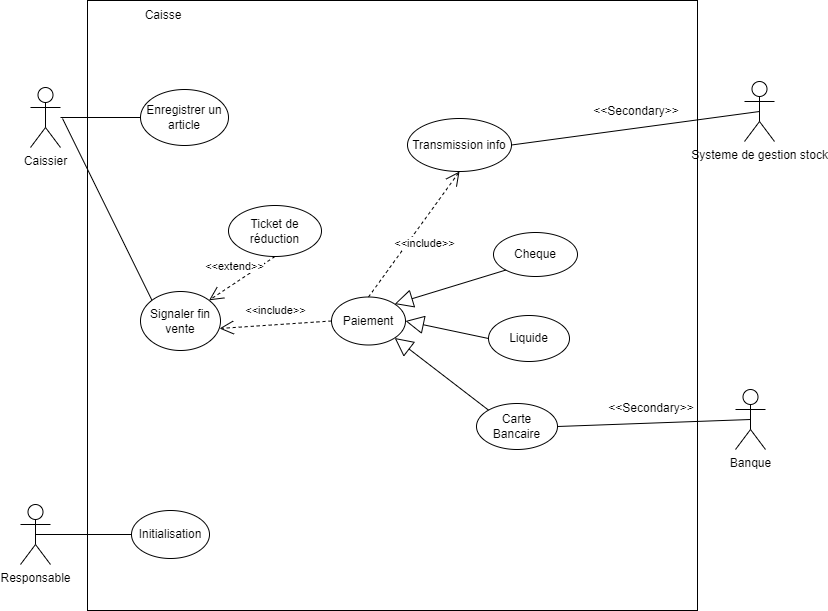 Caisse
<<Secondary>>
Enregistrer un
article
Caissier
Transmission info
Systeme de gestion stock
Ticket de
réduction
<<include>>
Cheque
<<extend>>
<<include>>
Signaler fin
vente
Paiement
Liquide
<<Secondary>>
Carte
Bancaire
Banque
Initialisation
Responsable